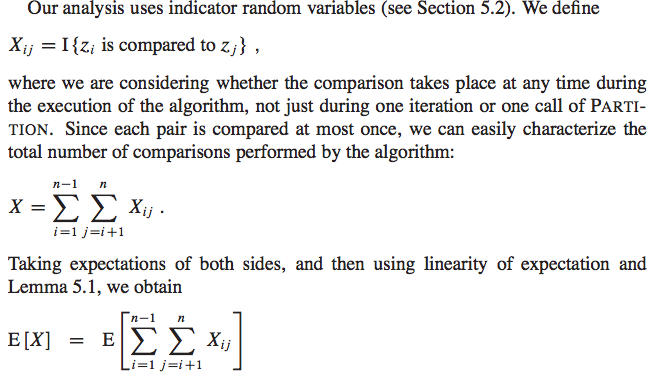 Our analysis uses indicator random variables (see Section 5.2). We define
X_{ij} = I {z_i is compared to z_j} ,
where we are considering whether the comparison takes place at any time during
the execution of the algorithm, not just during one iteration or one call of PARTI-
TION. Since each pair is compared at most once, we can easily characterize the
total number of comparisons performed by the algorithm:
X = \sum_{i=1}^{n-1} \sum_{j=i+1}^{n} X_{ij} .
Taking expectations of both sides, and then using linearity of expectation and
Lemma 5.1, we obtain
E [X] = E \left[ \sum_{i=1}^{n-1} \sum_{j=i+1}^{n} X_{ij} \right]